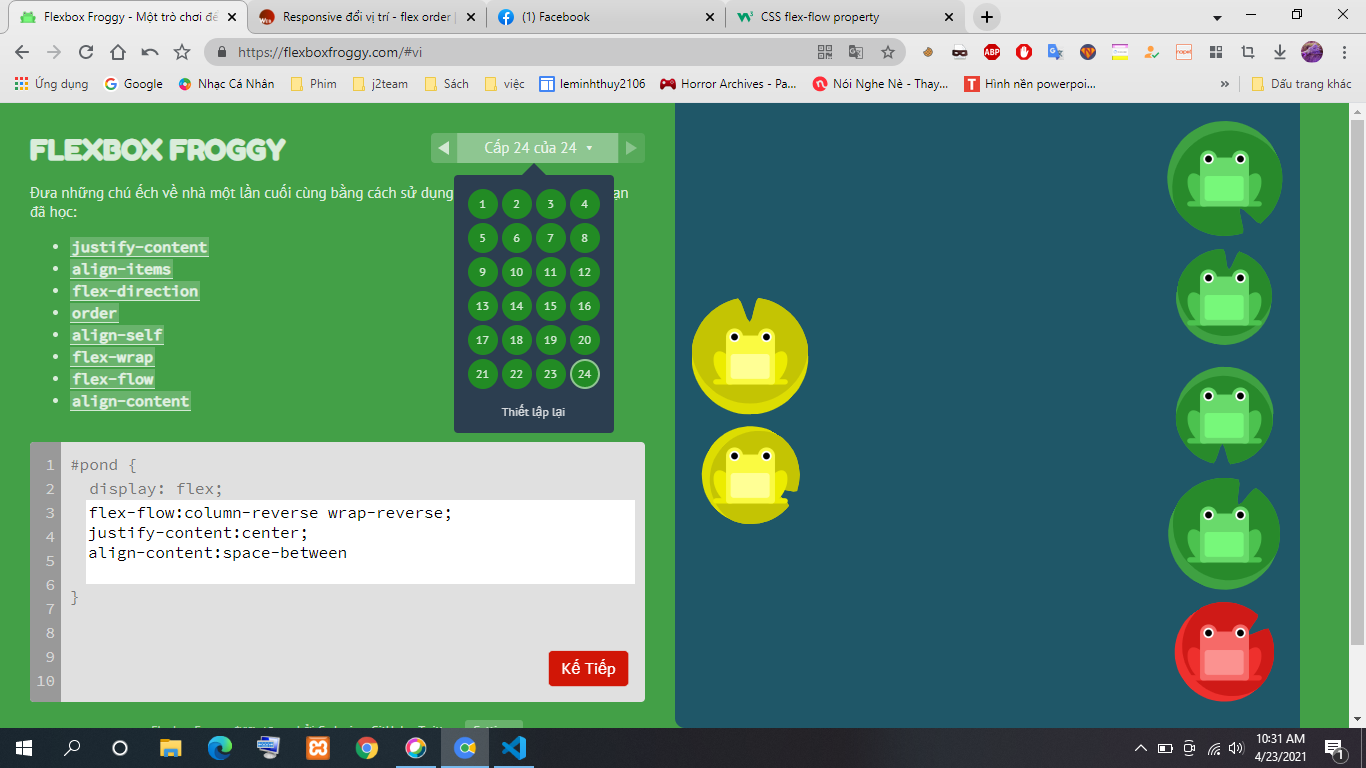 Flexbox Froggy - Một trò chơi để
Responsive đổi vị trí - flex order |
(1) Facebook
CSS flex-flow property
https://flexboxfroggy.com/#vi
Ứng dụng
Google
Nhạc Cá Nhân
Phim
j2team
Sách
việc
leminhthuy2106
Horror Archives - Pa...
Nói Nghe Nè - Thay...
Hình nền powerpoi...
»
Dấu trang khác
FLEXBOX FROGGY
Cấp 24 của 24
Đưa những chú ếch về nhà một lần cuối cùng bằng cách sử dụng
đã học:
• justify-content
• align-items
• flex-direction
• order
• align-self
• flex-wrap
• flex-flow
• align-content
1 2 3 4
5 6 7 8
9 10 11 12
13 14 15 16
17 18 19 20
21 22 23 24
Thiết lập lại
1 #pond {
2 display: flex;
3 flex-flow:column-reverse wrap-reverse;
4 justify-content:center;
5 align-content:space-between
6 }
7
8
9
10
Kế Tiếp
10:31 AM
4/23/2021
1